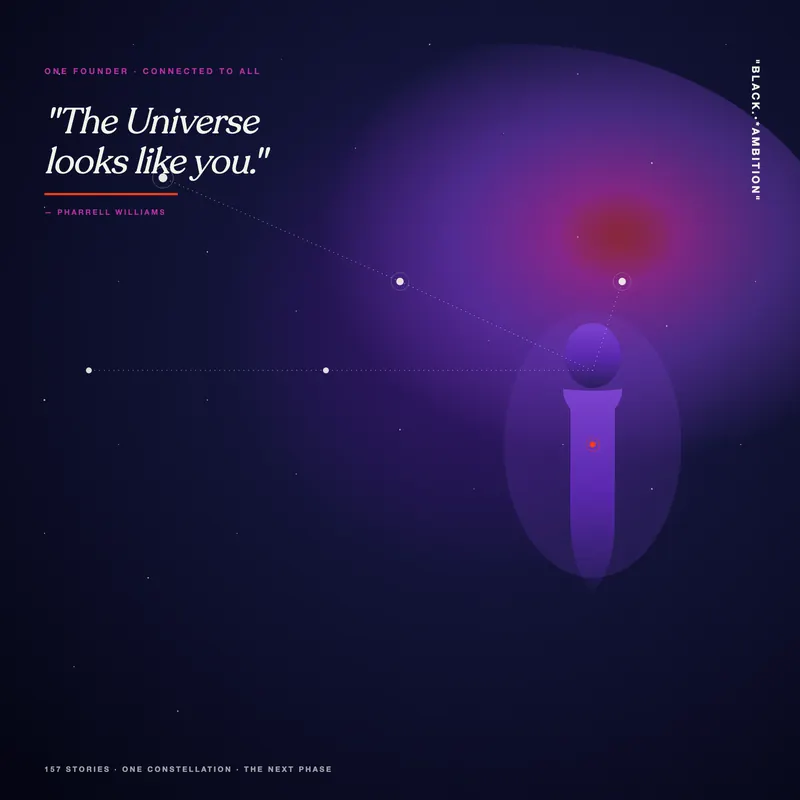 ONE FOUNDER · CONNECTED TO ALL
"The Universe
looks like you."
— PHARRELL WILLIAMS
"BLACK.·*AMBITION"
157 STORIES · ONE CONSTELLATION · THE NEXT PHASE